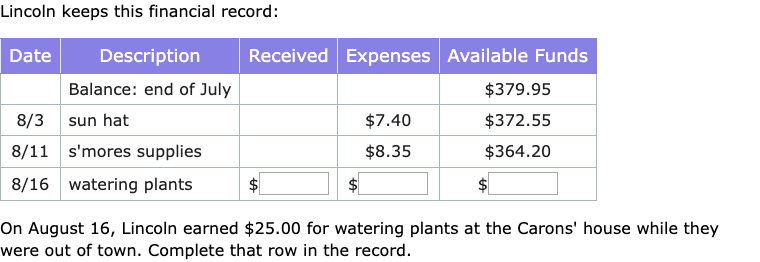 Lincoln keeps this financial record:
Date Description Received Expenses Available Funds
Balance: end of July $379.95
8/3 sun hat $7.40 $372.55
8/11 s'mores supplies $8.35 $364.20
8/16 watering plants $ $ $
On August 16, Lincoln earned $25.00 for watering plants at the Carons' house while they
were out of town. Complete that row in the record.